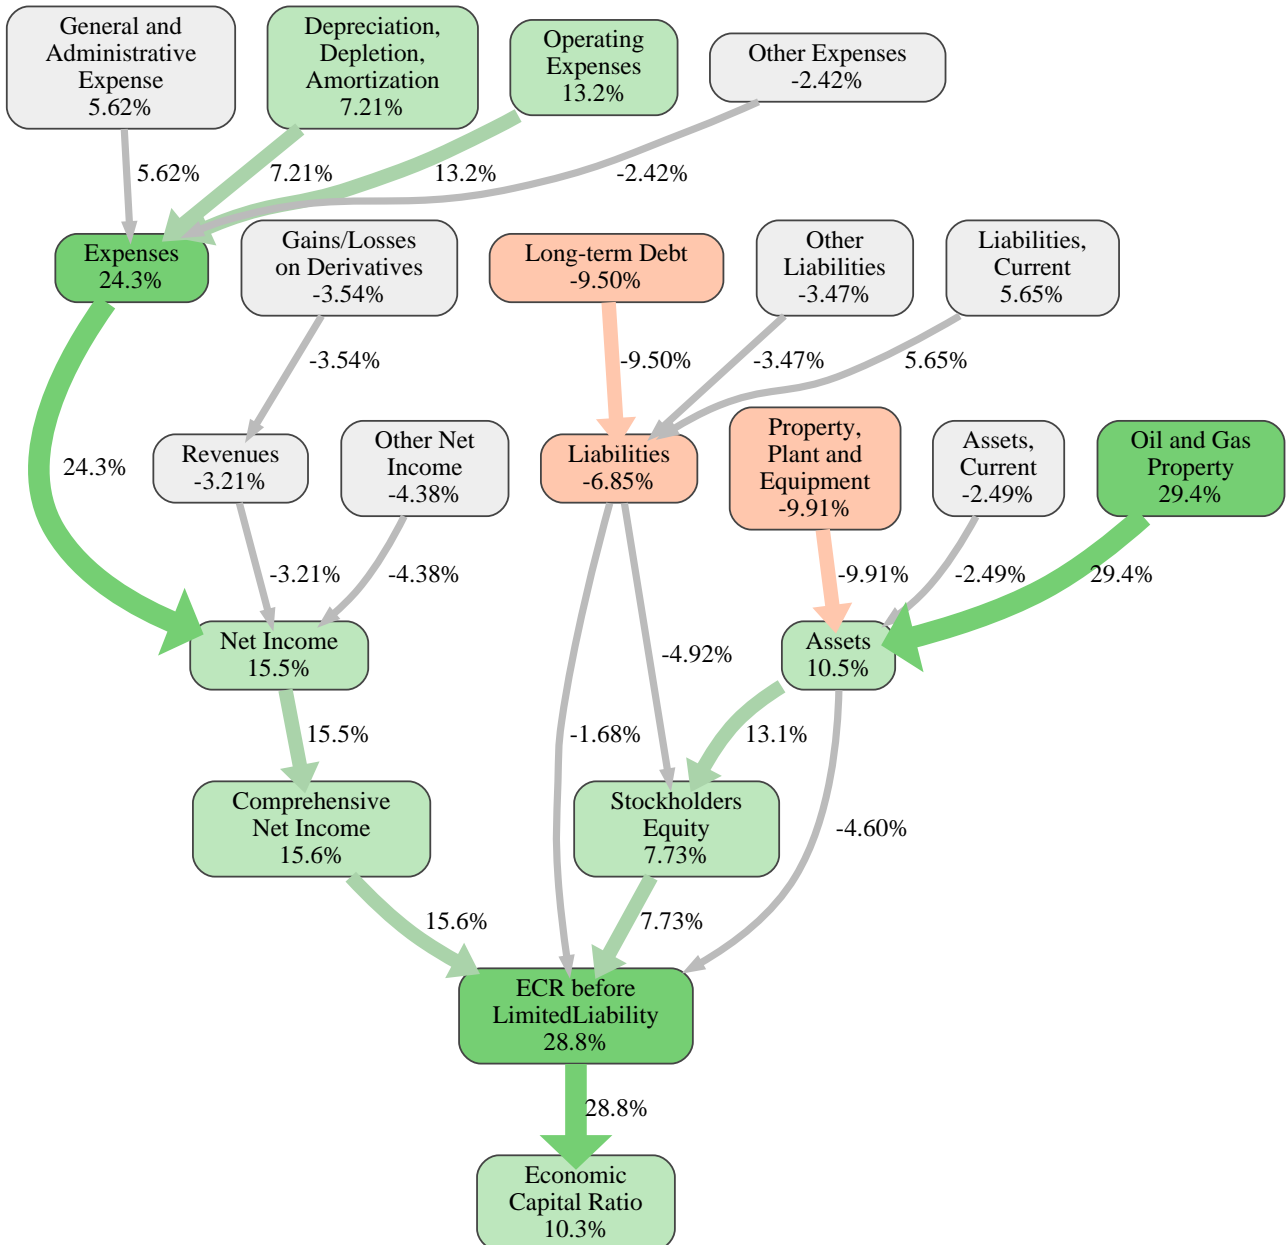 General and
Administrative
Expense
5.62%
Depreciation,
Depletion,
Amortization
7.21%
Operating
Expenses
13.2%
Other Expenses
-2.42%
5.62%
7.21%
13.2%
-2.42%
Expenses
24.3%
Gains/Losses
on Derivatives
-3.54%
Long-term Debt
-9.50%
Other
Liabilities
-3.47%
Liabilities,
Current
5.65%
-3.54%
-9.50%
-3.47%
5.65%
24.3%
Revenues
-3.21%
Other Net
Income
-4.38%
Liabilities
-6.85%
Property,
Plant and
Equipment
-9.91%
Assets,
Current
-2.49%
Oil and Gas
Property
29.4%
-3.21%
-4.38%
-9.91%
-2.49%
29.4%
Net Income
15.5%
-4.92%
Assets
10.5%
15.5%
-1.68%
13.1%
-4.60%
Comprehensive
Net Income
15.6%
Stockholders
Equity
7.73%
15.6%
7.73%
ECR before
LimitedLiability
28.8%
28.8%
Economic
Capital Ratio
10.3%